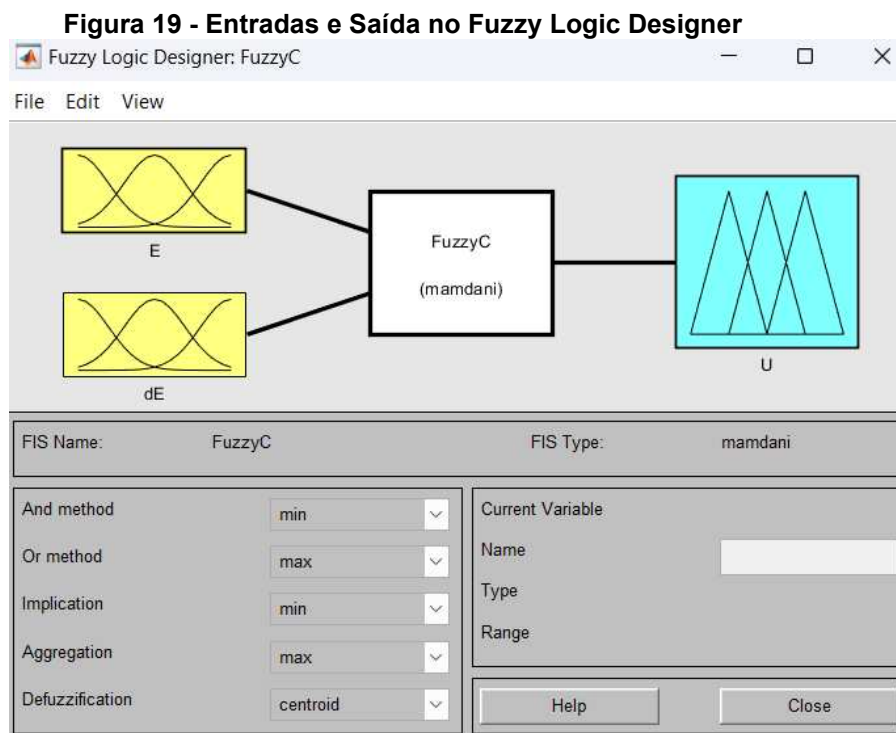 Figura 19 - Entradas e Saída no Fuzzy Logic Designer
Fuzzy Logic Designer: FuzzyC
File Edit View
E
dE
FuzzyC
(mamdani)
U
FIS Name: FuzzyC FIS Type: mamdani
And method min
Or method max
Implication min
Aggregation max
Defuzzification centroid
Current Variable
Name
Type
Range
Help Close